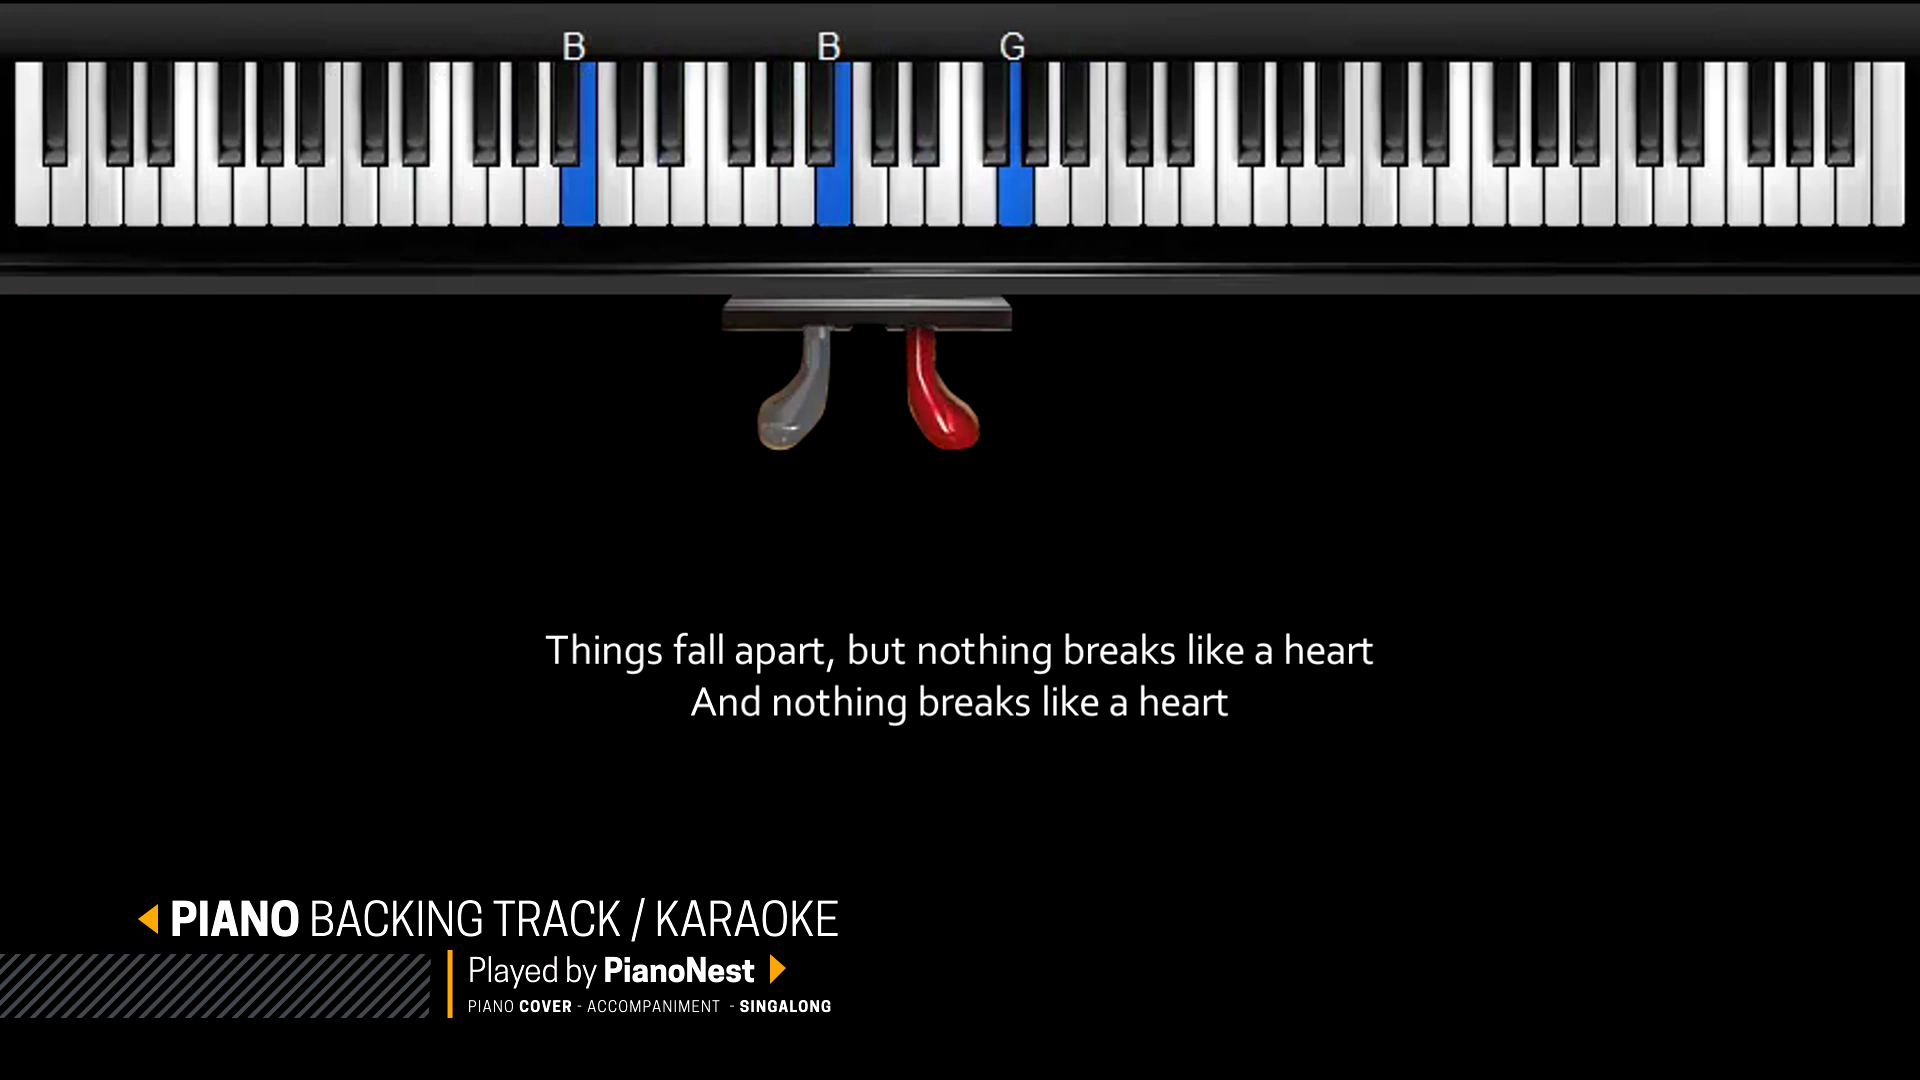 B B G
Things fall apart, but nothing breaks like a heart
And nothing breaks like a heart
PIANO BACKING TRACK / KARAOKE
Played by PianoNest
PIANO COVER - ACCOMPANIMENT - SINGALONG